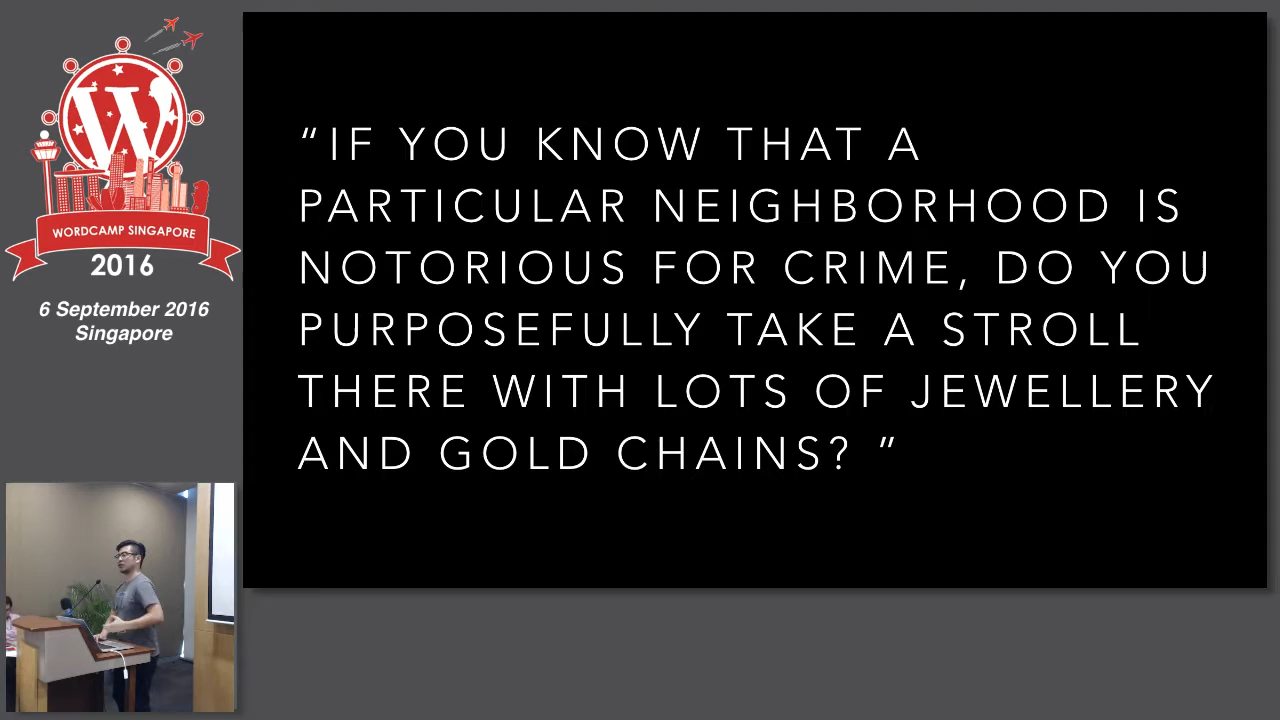 W
WORDCAMP SINGAPORE
2016
6 September 2016
Singapore
“IF YOU KNOW THAT A
PARTICULAR NEIGHBORHOOD IS
NOTORIOUS FOR CRIME, DO YOU
PURPOSEFULLY TAKE A STROLL
THERE WITH LOTS OF JEWELLERY
AND GOLD CHAINS? ”